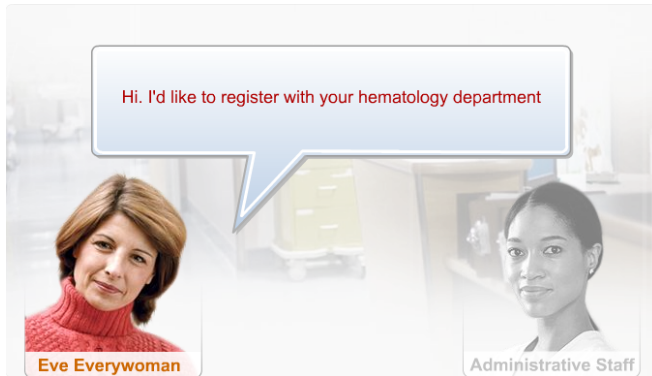 Hi. I'd like to register with your hematology department
Eve Everywoman
Administrative Staff